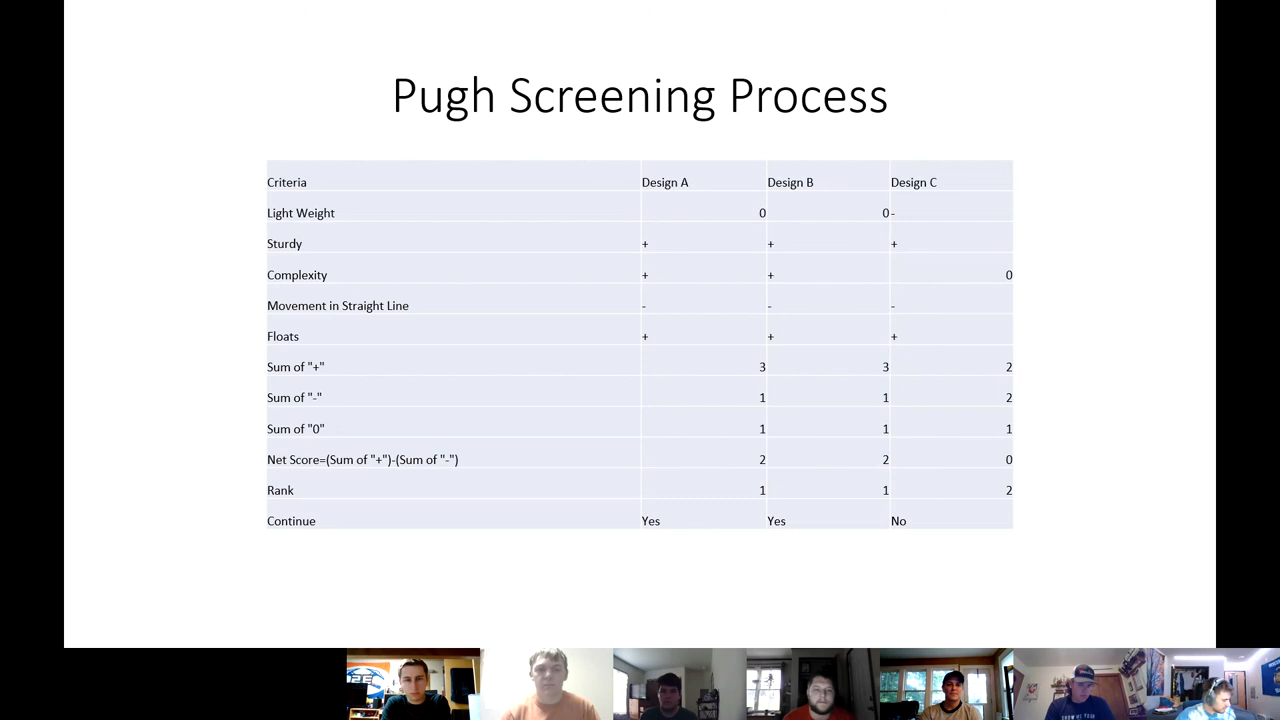 Pugh Screening Process
Criteria Design A Design B Design C
Light Weight 0 0 -
Sturdy + + +
Complexity + + 0
Movement in Straight Line - - -
Floats + + +
Sum of "+" 3 3 2
Sum of "-" 1 1 2
Sum of "0" 1 1 1
Net Score=(Sum of "+")-(Sum of "-") 2 2 0
Rank 1 1 2
Continue Yes Yes No